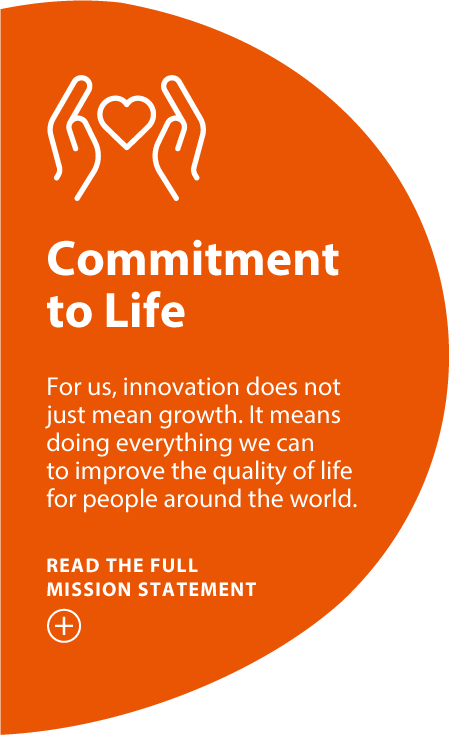 Commitment
to Life
For us, innovation does not
just mean growth. It means
doing everything we can
to improve the quality of life
for people around the world.
READ THE FULL
MISSION STATEMENT